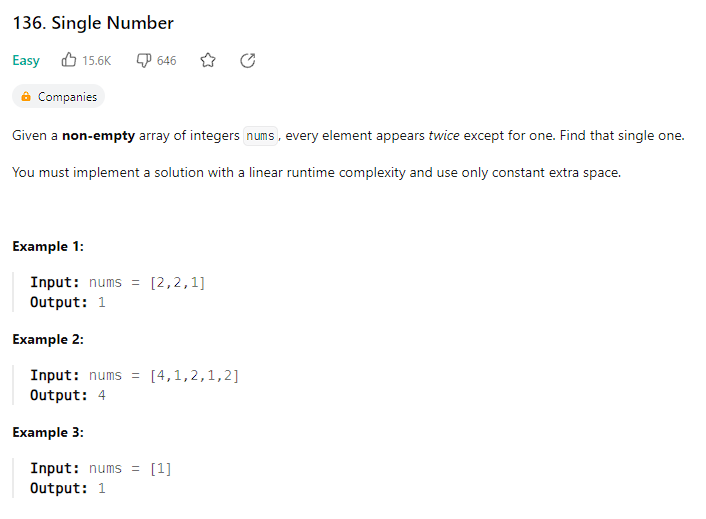 136. Single Number
Easy 15.6K 646
Companies
Given a non-empty array of integers nums, every element appears twice except for one. Find that single one.
You must implement a solution with a linear runtime complexity and use only constant extra space.
Example 1:
Input: nums = [2,2,1]
Output: 1
Example 2:
Input: nums = [4,1,2,1,2]
Output: 4
Example 3:
Input: nums = [1]
Output: 1